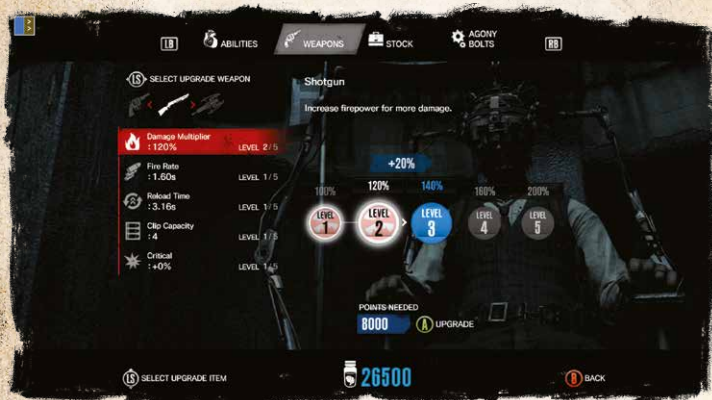 LB
ABILITIES
WEAPONS
STOCK
AGONY
BOLTS
RB
LS SELECT UPGRADE WEAPON
Shotgun
Increase firepower for more damage.
Damage Multiplier
:120% LEVEL 2/5
Fire Rate
:1.60s LEVEL 1/5
Reload Time
:3.16s LEVEL 1/5
Clip Capacity
:4 LEVEL 1/5
Critical
:+0% LEVEL 1/5
+20%
100% 120% 140% 160% 200%
LEVEL 1
LEVEL 2
LEVEL 3
LEVEL 4
LEVEL 5
POINTS NEEDED
8000 A UPGRADE
LS SELECT UPGRADE ITEM
26500
B BACK